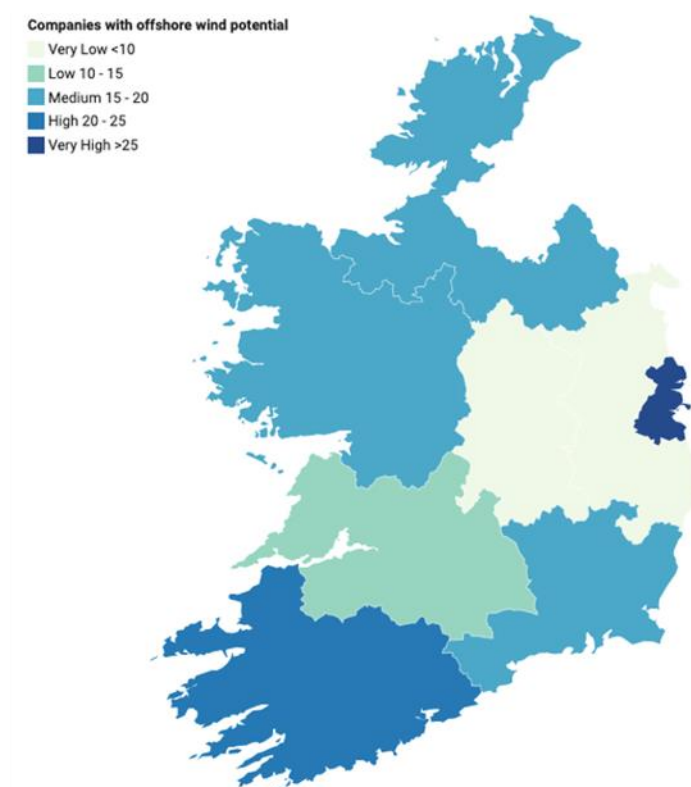 Companies with offshore wind potential
Very Low <10
Low 10 - 15
Medium 15 - 20
High 20 - 25
Very High >25